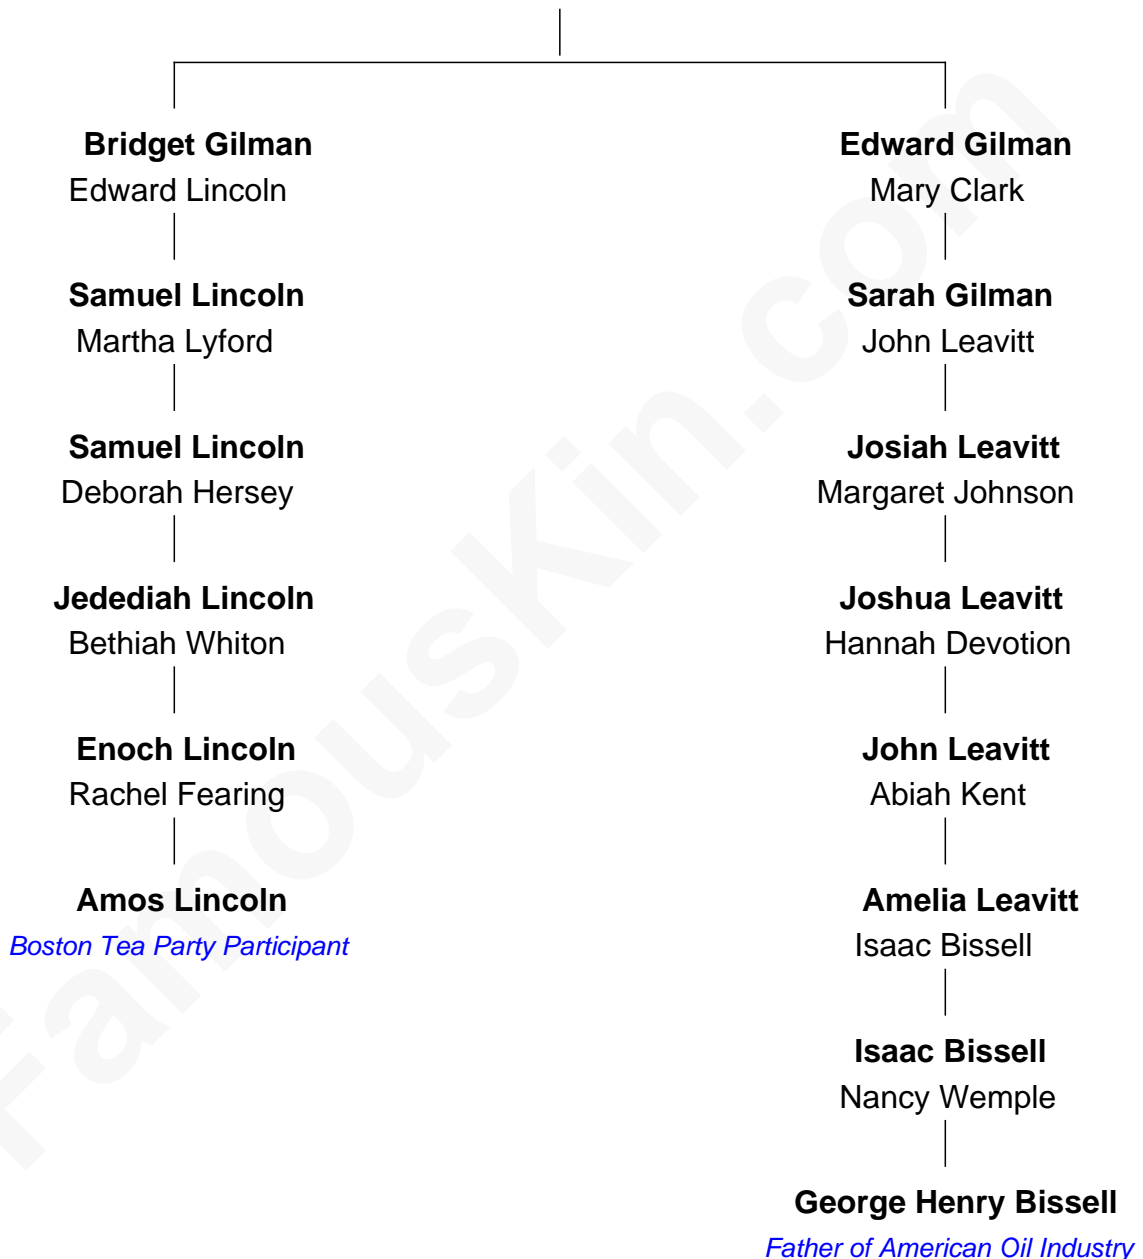 Bridget Gilman
Edward Lincoln
Samuel Lincoln
Martha Lyford
Samuel Lincoln
Deborah Hersey
Jedediah Lincoln
Bethiah Whiton
Enoch Lincoln
Rachel Fearing
Amos Lincoln
Boston Tea Party Participant
Edward Gilman
Mary Clark
Sarah Gilman
John Leavitt
Josiah Leavitt
Margaret Johnson
Joshua Leavitt
Hannah Devotion
John Leavitt
Abiah Kent
Amelia Leavitt
Isaac Bissell
Isaac Bissell
Nancy Wemple
George Henry Bissell
Father of American Oil Industry
FamousKin.com